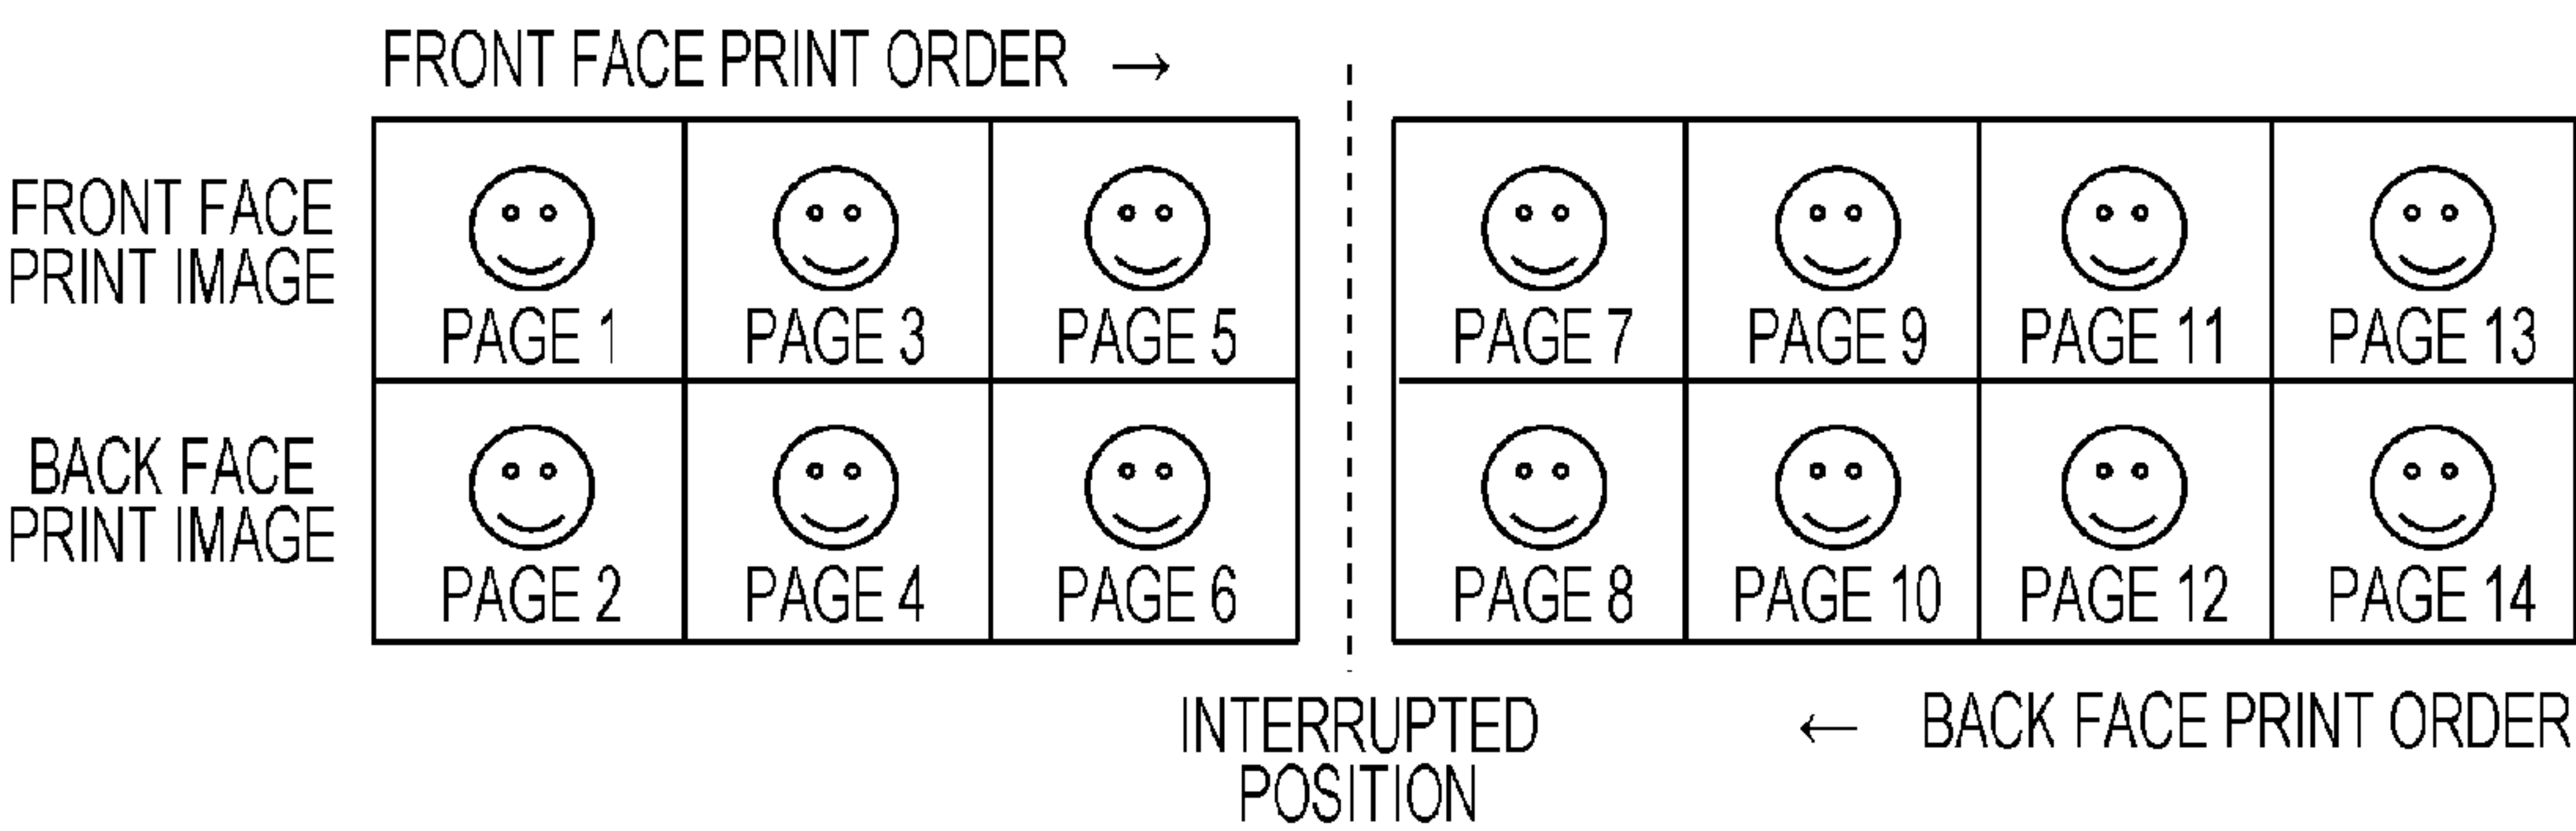 FRONT FACE PRINT ORDER →
FRONT FACE
PRINT IMAGE
PAGE 1 PAGE 3 PAGE 5 PAGE 7 PAGE 9 PAGE 11 PAGE 13
BACK FACE
PRINT IMAGE
PAGE 2 PAGE 4 PAGE 6 PAGE 8 PAGE 10 PAGE 12 PAGE 14
INTERRUPTED
POSITION
← BACK FACE PRINT ORDER